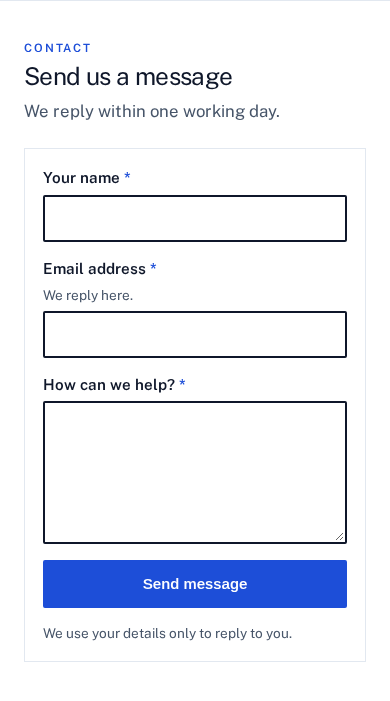 CONTACT
Send us a message
We reply within one working day.
Your name *
Email address *
We reply here.
How can we help? *
Send message
We use your details only to reply to you.